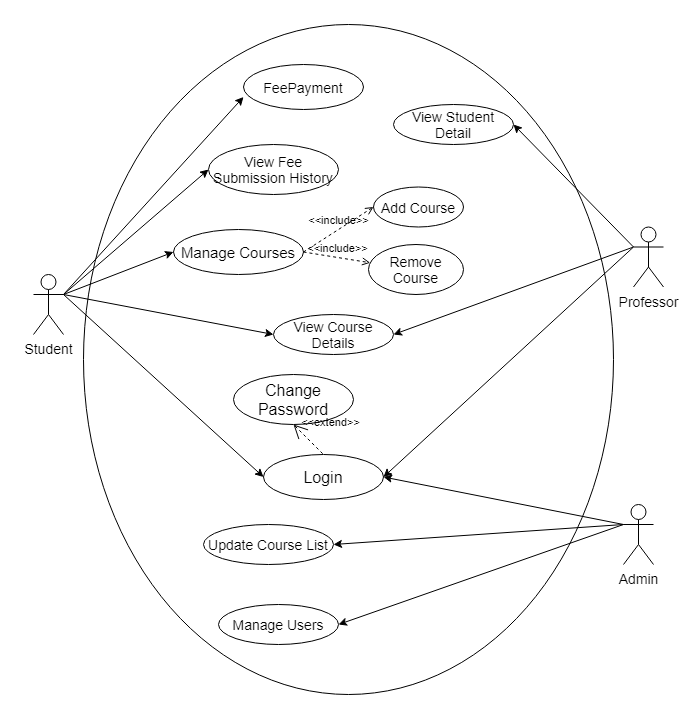 FeePayment
View Student
Detail
View Fee
Submission History
Add Course
<<include>>
Manage Courses
<<include>>
Remove
Course
Professor
Student
View Course
Details
Change
Password
<<extend>>
Login
Update Course List
Admin
Manage Users